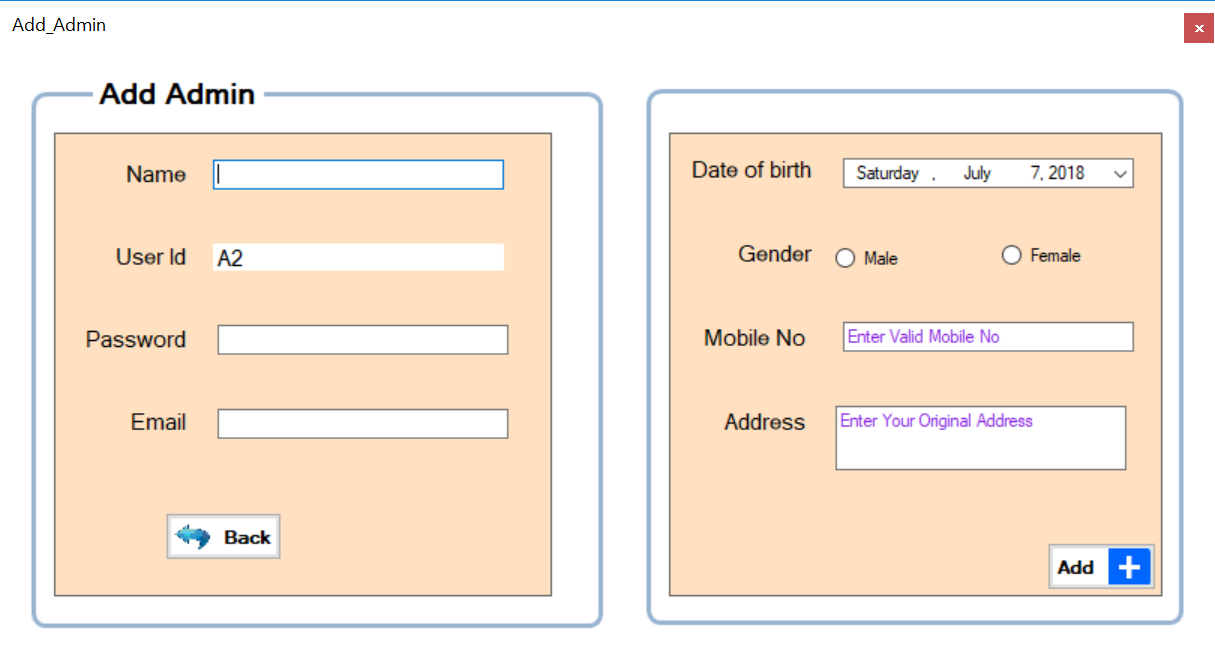 Add_Admin
Add Admin
Name
User Id A2
Password
Email
Back
Date of birth Saturday , July 7, 2018
Gender Male Female
Mobile No Enter Valid Mobile No
Address Enter Your Original Address
Add